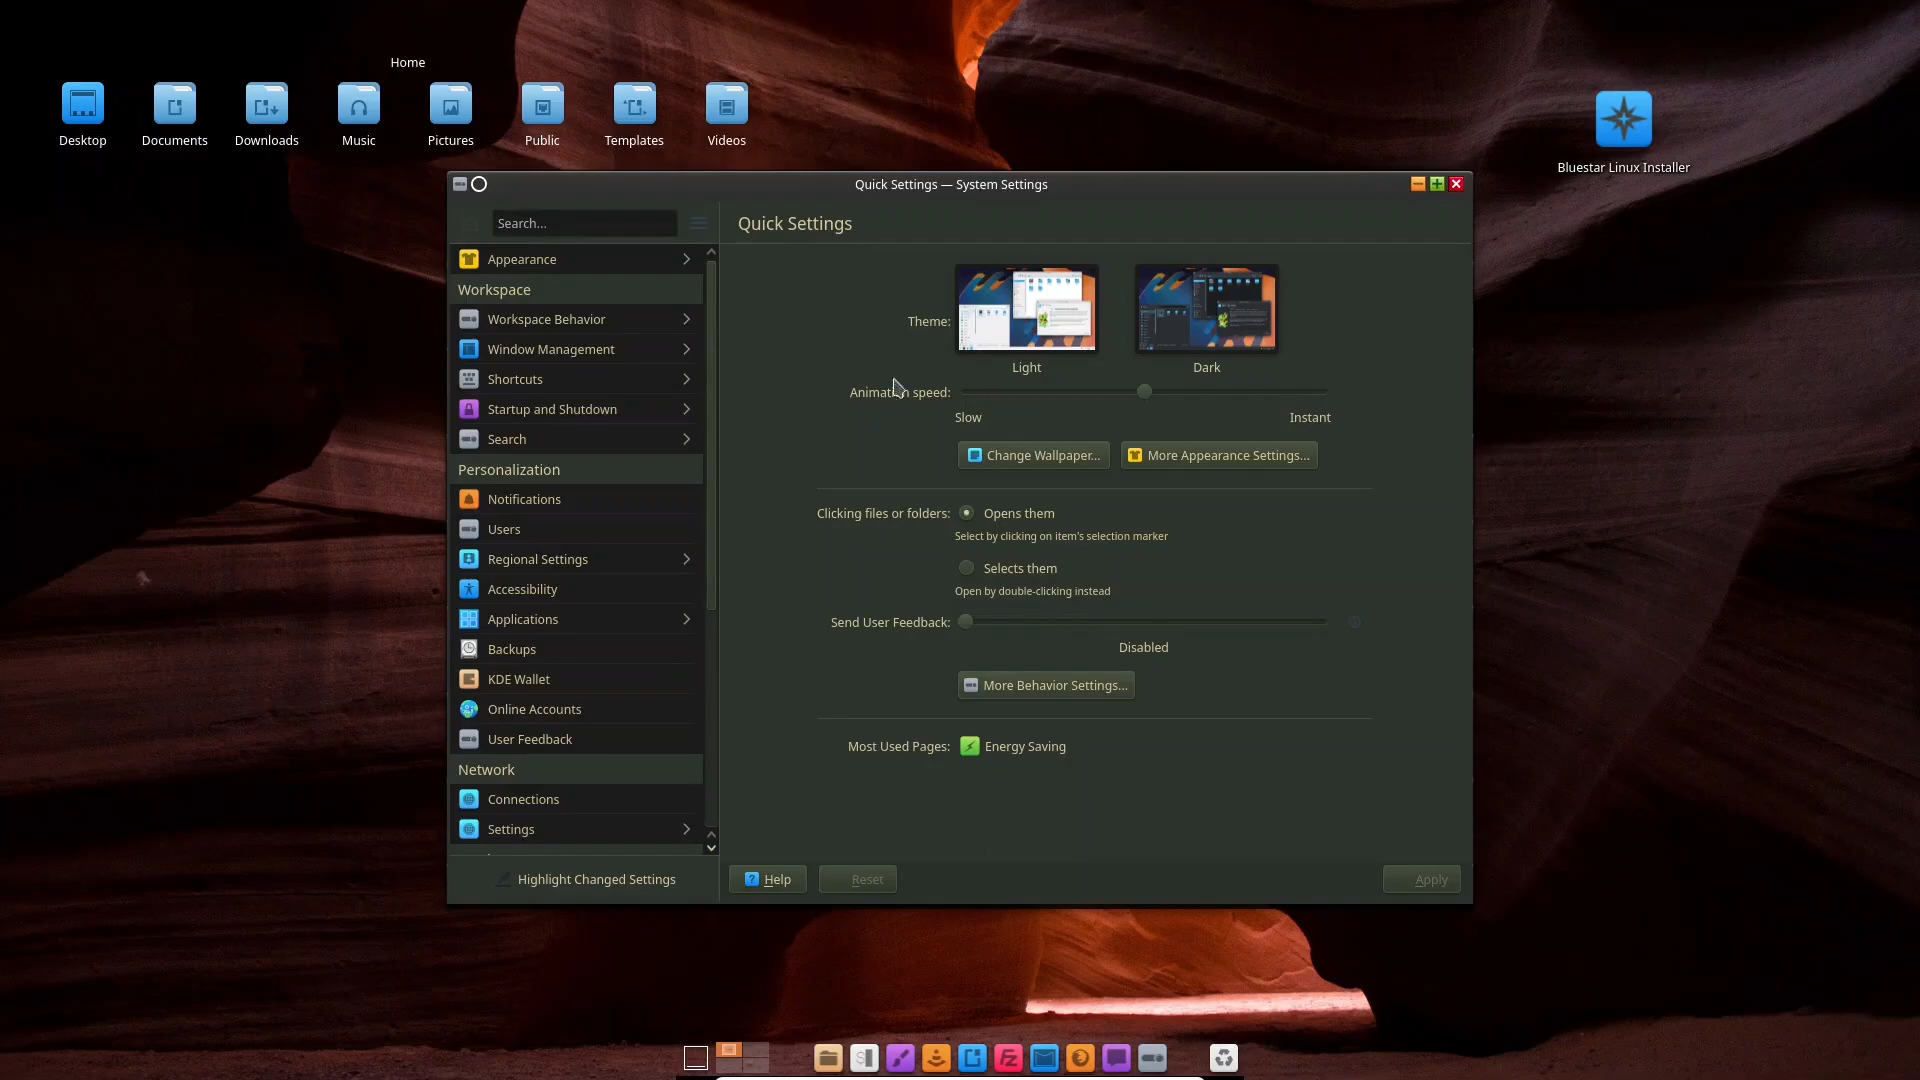 Home
Desktop
Documents
Downloads
Music
Pictures
Public
Templates
Videos
Bluestar Linux Installer
Quick Settings — System Settings
Search...
Appearance
Workspace
Workspace Behavior
Window Management
Shortcuts
Startup and Shutdown
Search
Personalization
Notifications
Users
Regional Settings
Accessibility
Applications
Backups
KDE Wallet
Online Accounts
User Feedback
Network
Connections
Settings
Highlight Changed Settings
Quick Settings
Theme:
Light
Dark
Animation speed:
Slow
Instant
Change Wallpaper...
More Appearance Settings...
Clicking files or folders:
Opens them
Select by clicking on item's selection marker
Selects them
Open by double-clicking instead
Send User Feedback:
Disabled
More Behavior Settings...
Most Used Pages:
Energy Saving
Help
Reset
Apply